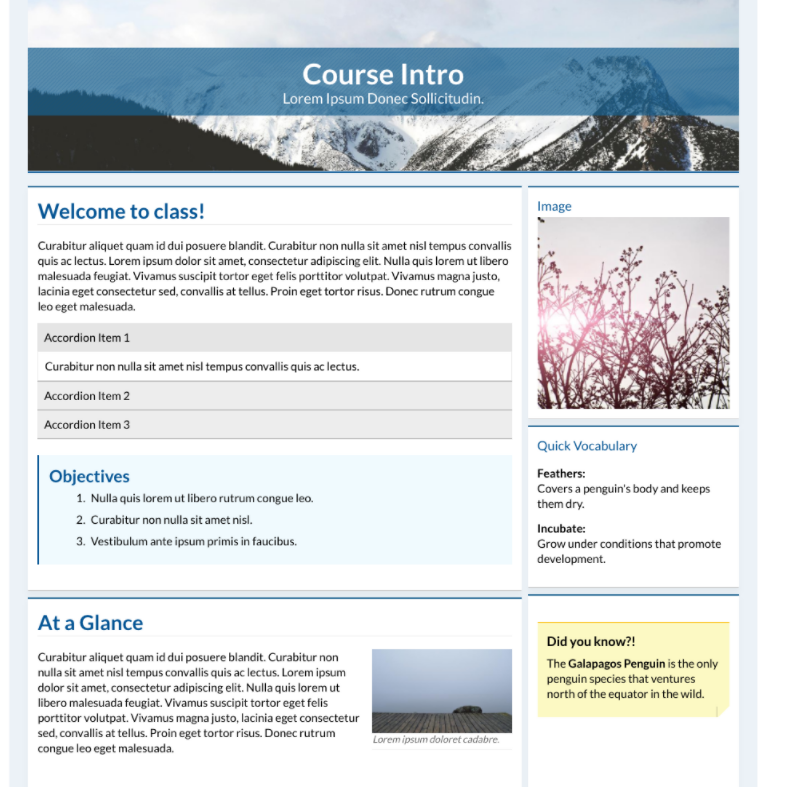 Course Intro
Lorem Ipsum Donec Sollicitudin.
Welcome to class!
Curabitur aliquet quam id dui posuere blandit. Curabitur non nulla sit amet nisl tempus convallis
quis ac lectus. Lorem ipsum dolor sit amet, consectetur adipiscing elit. Nulla quis lorem ut libero
malesuada feugiat. Vivamus suscipit tortor eget felis porttitor volutpat. Vivamus magna justo,
lacinia eget consectetur sed, convallis at tellus. Proin eget tortor risus. Donec rutrum congue
leo eget malesuada.
Accordion Item 1
Curabitur non nulla sit amet nisl tempus convallis quis ac lectus.
Accordion Item 2
Accordion Item 3
Objectives
1. Nulla quis lorem ut libero rutrum congue leo.
2. Curabitur non nulla sit amet nisl.
3. Vestibulum ante ipsum primis in faucibus.
At a Glance
Curabitur aliquet quam id dui posuere blandit. Curabitur non
nulla sit amet nisl tempus convallis quis ac lectus. Lorem ipsum
dolor sit amet, consectetur adipiscing elit. Nulla quis lorem ut
libero malesuada feugiat. Vivamus suscipit tortor eget felis
porttitor volutpat. Vivamus magna justo, lacinia eget consectetur
sed, convallis at tellus. Proin eget tortor risus. Donec rutrum
congue leo eget malesuada.
Lorem ipsum doloret cadabre.
Image
Quick Vocabulary
Feathers:
Covers a penguin's body and keeps
them dry.
Incubate:
Grow under conditions that promote
development.
Did you know?!
The Galapagos Penguin is the only
penguin species that ventures
north of the equator in the wild.